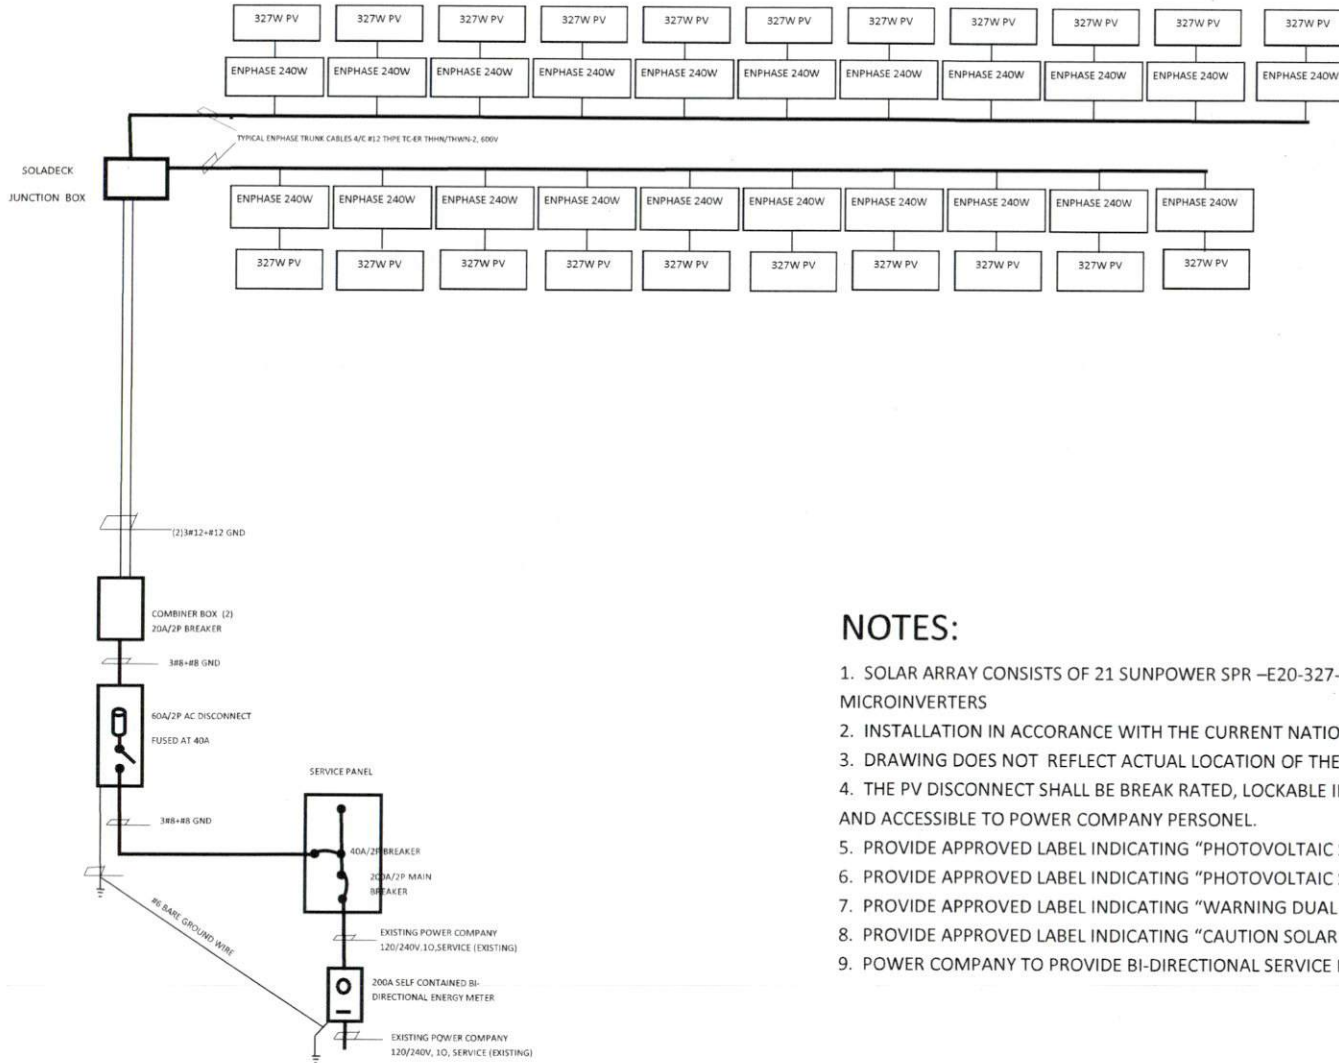 327W PV 327W PV 327W PV 327W PV 327W PV 327W PV 327W PV 327W PV 327W PV 327W PV 327W PV
ENPHASE 240W ENPHASE 240W ENPHASE 240W ENPHASE 240W ENPHASE 240W ENPHASE 240W ENPHASE 240W ENPHASE 240W ENPHASE 240W ENPHASE 240W ENPHASE 240W
TYPICAL ENPHASE TRUNK CABLES 4/C #12 THPE TC-ER THHN/THWN-2, 600V
SOLADECK
JUNCTION BOX
ENPHASE 240W ENPHASE 240W ENPHASE 240W ENPHASE 240W ENPHASE 240W ENPHASE 240W ENPHASE 240W ENPHASE 240W ENPHASE 240W ENPHASE 240W
327W PV 327W PV 327W PV 327W PV 327W PV 327W PV 327W PV 327W PV 327W PV 327W PV
(2)3#12+#12 GND
COMBINER BOX (2)
20A/2P BREAKER
3#8+#8 GND
60A/2P AC DISCONNECT
FUSED AT 40A
SERVICE PANEL
3#8+#8 GND
40A/2P BREAKER
200A/2P MAIN
BREAKER
#6 BARE GROUND WIRE
EXISTING POWER COMPANY
120/240V.1O,SERVICE (EXISTING)
200A SELF CONTAINED BI-
DIRECTIONAL ENERGY METER
EXISTING POWER COMPANY
120/240V, 1O, SERVICE (EXISTING)
NOTES:
1. SOLAR ARRAY CONSISTS OF 21 SUNPOWER SPR –E20-327-
MICROINVERTERS
2. INSTALLATION IN ACCORANCE WITH THE CURRENT NATIO
3. DRAWING DOES NOT REFLECT ACTUAL LOCATION OF THE
4. THE PV DISCONNECT SHALL BE BREAK RATED, LOCKABLE I
AND ACCESSIBLE TO POWER COMPANY PERSONEL.
5. PROVIDE APPROVED LABEL INDICATING “PHOTOVOLTAIC
6. PROVIDE APPROVED LABEL INDICATING “PHOTOVOLTAIC
7. PROVIDE APPROVED LABEL INDICATING “WARNING DUAL
8. PROVIDE APPROVED LABEL INDICATING “CAUTION SOLAR
9. POWER COMPANY TO PROVIDE BI-DIRECTIONAL SERVICE